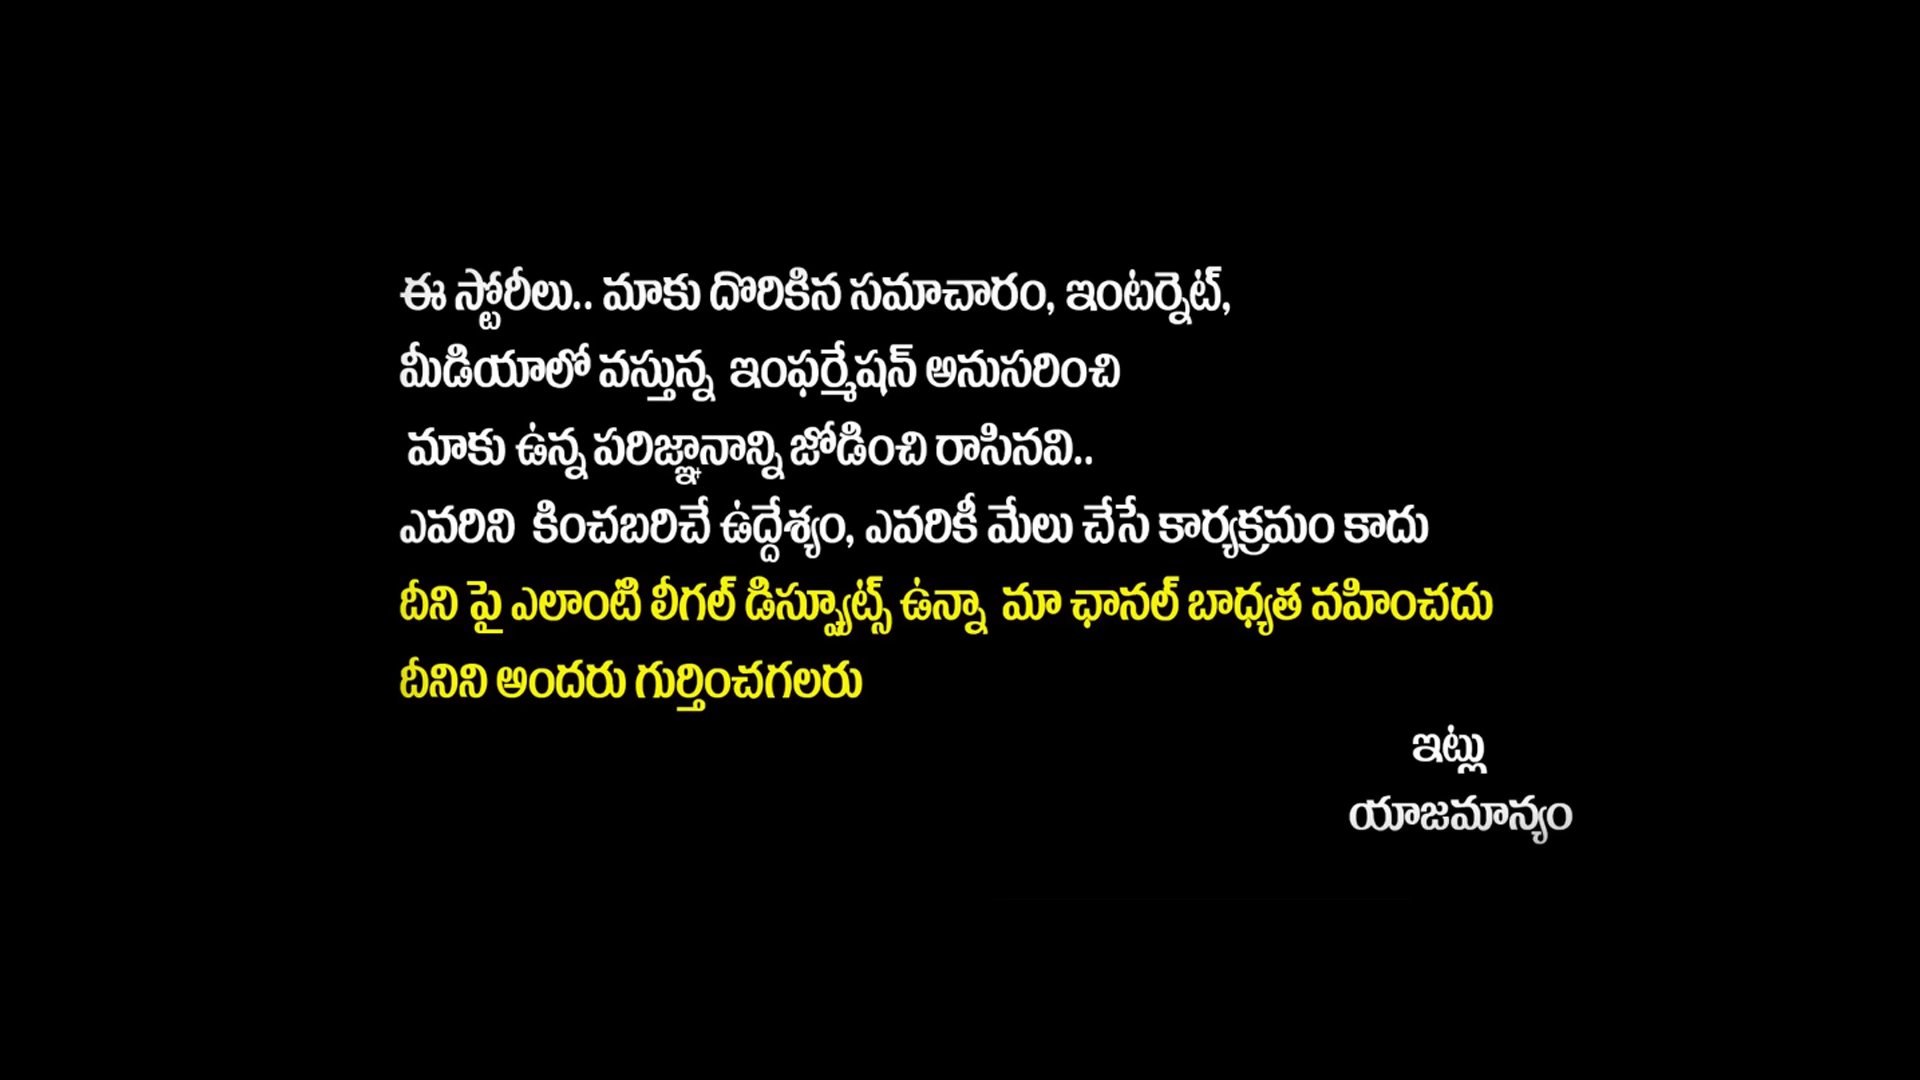 ఈ స్టోరీలు.. మాకు దొరికిన సమాచారం, ఇంటర్నెట్,
మీడియాలో వస్తున్న ఇంఫర్మేషన్ అనుసరించి
మాకు ఉన్న పరిజ్ఞానాన్ని జోడించి రాసినవి..
ఎవరిని కించబరిచే ఉద్దేశ్యం, ఎవరికీ మేలు చేసే కార్యక్రమం కాదు
దీని పై ఎలాంటి లీగల్ డిస్ప్యూట్స్ ఉన్నా మా ఛానల్ బాధ్యత వహించదు
దీనిని అందరు గుర్తించగలరు
ఇట్లు
యాజమాన్యం